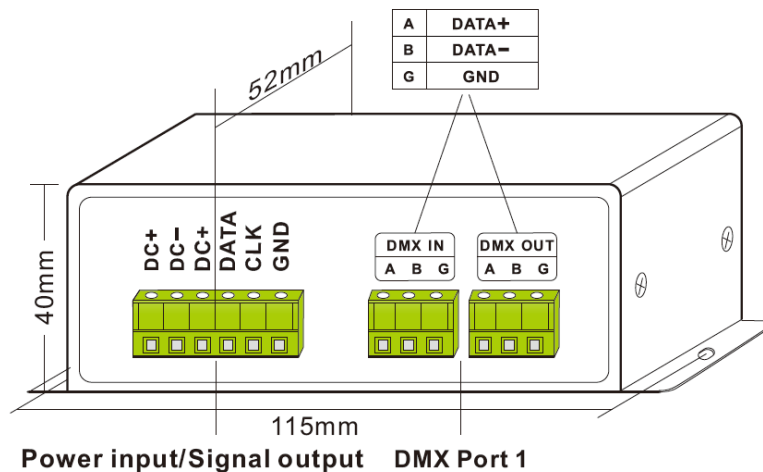 A DATA+
B DATA-
G GND
52mm
40mm
DC+ DC- DC+ DATA CLK GND
DMX IN
A B G
DMX OUT
A B G
115mm
Power input/Signal output
DMX Port 1